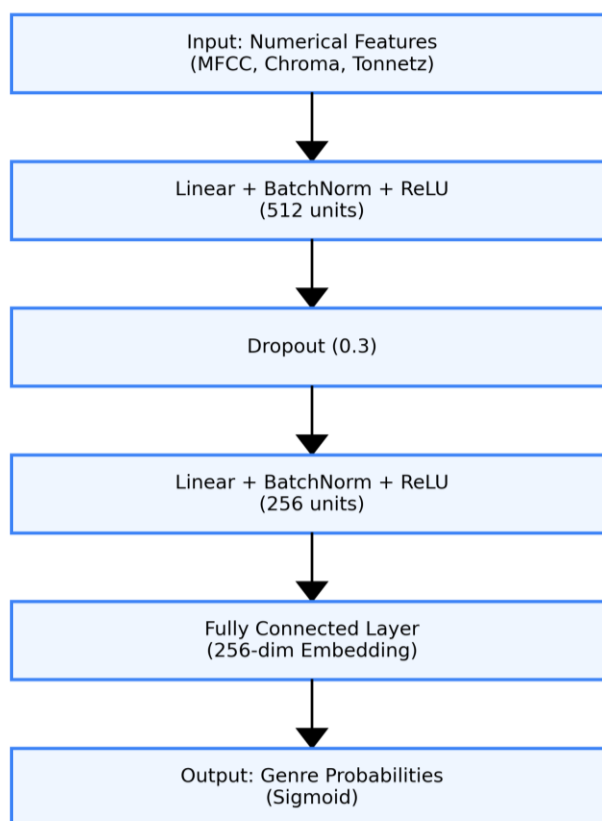 Input: Numerical Features
(MFCC, Chroma, Tonnetz)
Linear + BatchNorm + ReLU
(512 units)
Dropout (0.3)
Linear + BatchNorm + ReLU
(256 units)
Fully Connected Layer
(256-dim Embedding)
Output: Genre Probabilities
(Sigmoid)